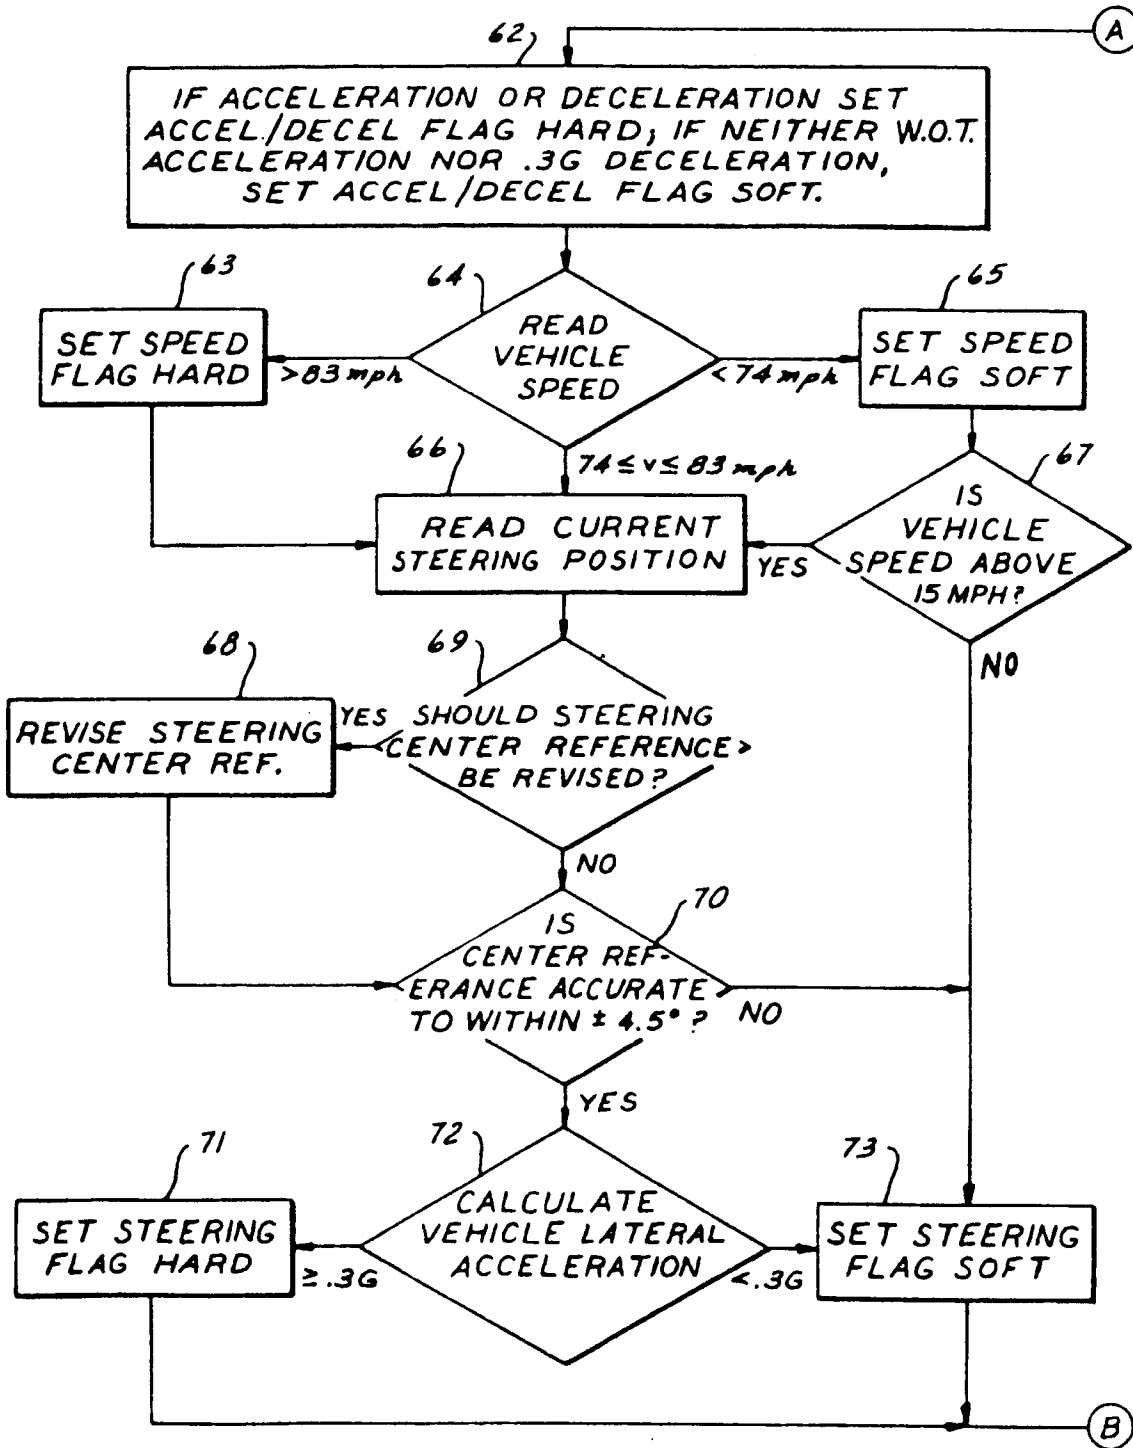 A
62
IF ACCELERATION OR DECELERATION SET
ACCEL./DECEL FLAG HARD; IF NEITHER W.O.T.
ACCELERATION NOR .3G DECELERATION,
SET ACCEL/DECEL FLAG SOFT.
63
SET SPEED
FLAG HARD
>83 mph
64
READ
VEHICLE
SPEED
<74 mph
65
SET SPEED
FLAG SOFT
74 ≤ v ≤ 83 mph
66
READ CURRENT
STEERING POSITION
YES
67
IS
VEHICLE
SPEED ABOVE
15 MPH?
NO
68
REVISE STEERING
CENTER REF.
YES
69
SHOULD STEERING
CENTER REFERENCE
BE REVISED?
NO
70
IS
CENTER REF-
ERANCE ACCURATE
TO WITHIN ± 4.5° ?
NO
YES
71
SET STEERING
FLAG HARD
≥ .3G
72
CALCULATE
VEHICLE LATERAL
ACCELERATION
< .3G
73
SET STEERING
FLAG SOFT
B